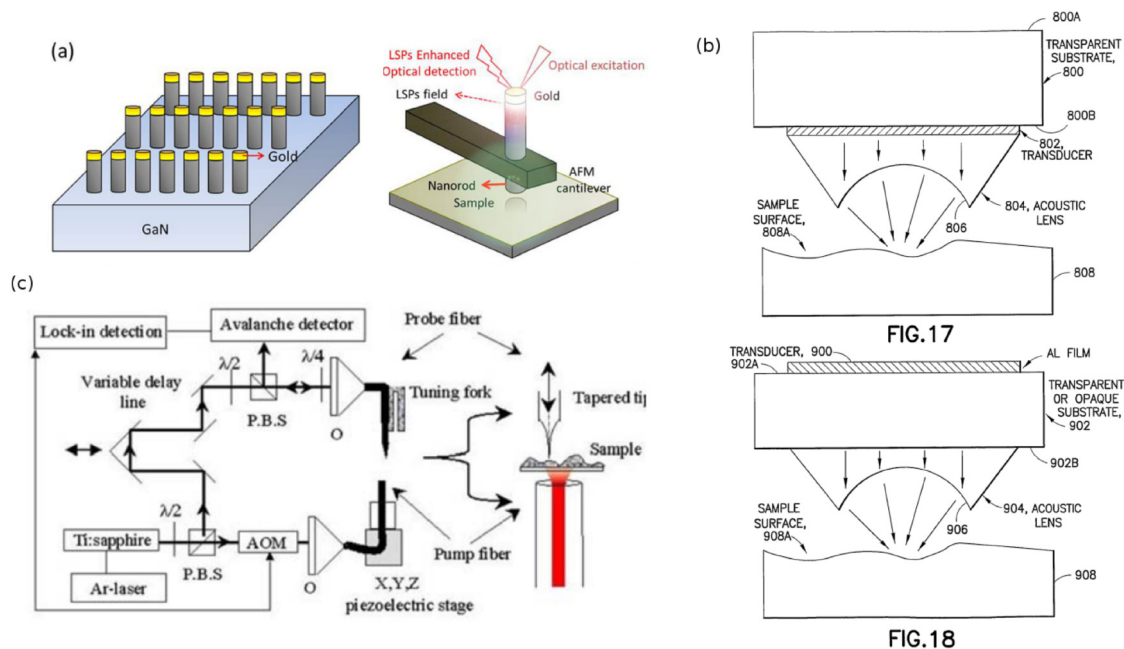 (a)
Gold
GaN
LSPs Enhanced
Optical detection
Optical excitation
LSPs field
Gold
Nanorod
Sample
AFM
cantilever
(b)
800A
TRANSPARENT
SUBSTRATE,
800
800B
802, TRANSDUCER
SAMPLE
SURFACE,
808A
806
804, ACOUSTIC
LENS
808
FIG.17
TRANSDUCER, 900
902A
AL FILM
TRANSPARENT
OR OPAQUE
SUBSTRATE,
902
902B
SAMPLE
SURFACE,
908A
906
904, ACOUSTIC
LENS
908
FIG.18
(c)
Lock-in detection
Avalanche detector
Probe fiber
Variable delay
line
λ/2
λ/4
P.B.S
O
Tuning fork
Tapered tip
Sample
λ/2
Ti:sapphire
P.B.S
AOM
O
Pump fiber
Ar-laser
X,Y,Z
piezoelectric stage